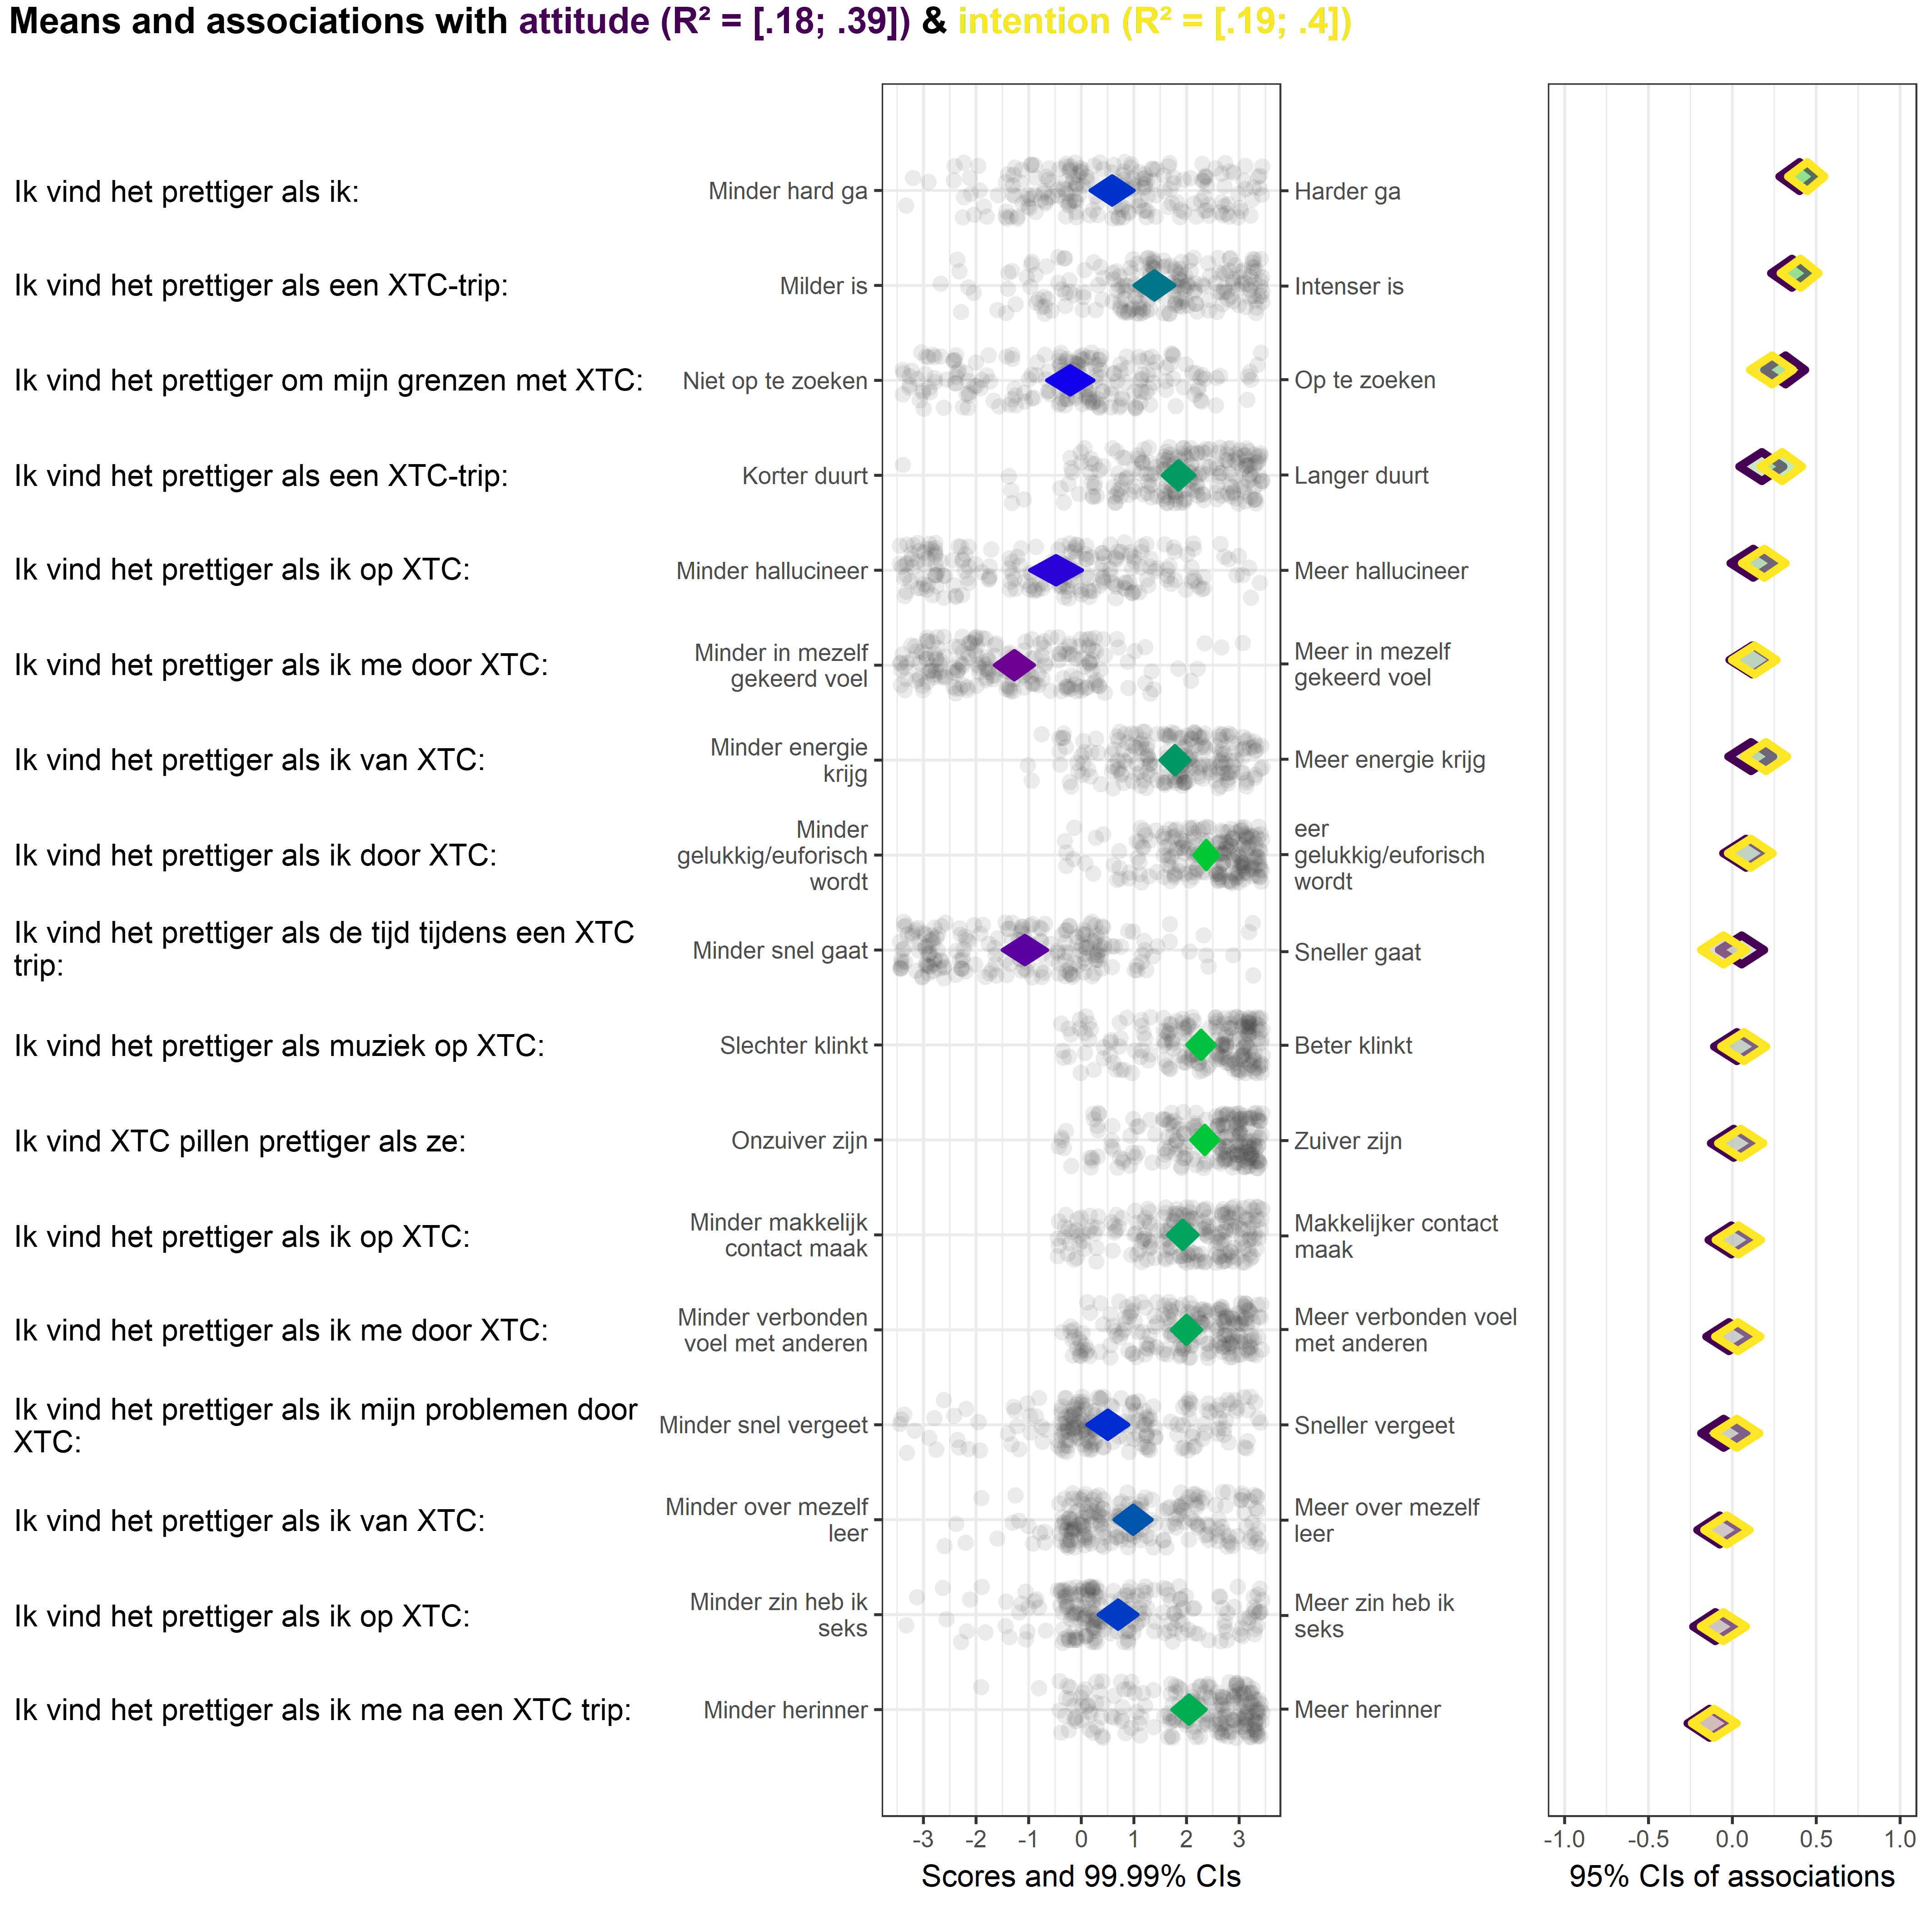 Means and associations with attitude (R² = [.18; .39]) & intention (R² = [.19; .4])
Ik vind het prettiger als ik:
Minder hard ga
Harder ga
Ik vind het prettiger als een XTC-trip:
Milder is
Intenser is
Ik vind het prettiger om mijn grenzen met XTC:
Niet op te zoeken
Op te zoeken
Ik vind het prettiger als een XTC-trip:
Korter duurt
Langer duurt
Ik vind het prettiger als ik op XTC:
Minder hallucineer
Meer hallucineer
Ik vind het prettiger als ik me door XTC:
Minder in mezelf
gekeerd voel
Meer in mezelf
gekeerd voel
Ik vind het prettiger als ik van XTC:
Minder energie
krijg
Meer energie krijg
Ik vind het prettiger als ik door XTC:
Minder
gelukkig/euforisch
wordt
eer
gelukkig/euforisch
wordt
Ik vind het prettiger als de tijd tijdens een XTC
trip:
Minder snel gaat
Sneller gaat
Ik vind het prettiger als muziek op XTC:
Slechter klinkt
Beter klinkt
Ik vind XTC pillen prettiger als ze:
Onzuiver zijn
Zuiver zijn
Ik vind het prettiger als ik op XTC:
Minder makkelijk
contact maak
Makkelijker contact
maak
Ik vind het prettiger als ik me door XTC:
Minder verbonden
voel met anderen
Meer verbonden voel
met anderen
Ik vind het prettiger als ik mijn problemen door
XTC:
Minder snel vergeet
Sneller vergeet
Ik vind het prettiger als ik van XTC:
Minder over mezelf
leer
Meer over mezelf
leer
Ik vind het prettiger als ik op XTC:
Minder zin heb ik
seks
Meer zin heb ik
seks
Ik vind het prettiger als ik me na een XTC trip:
Minder herinner
Meer herinner
-3 -2 -1 0 1 2 3
Scores and 99.99% CIs
-1.0 -0.5 0.0 0.5 1.0
95% CIs of associations